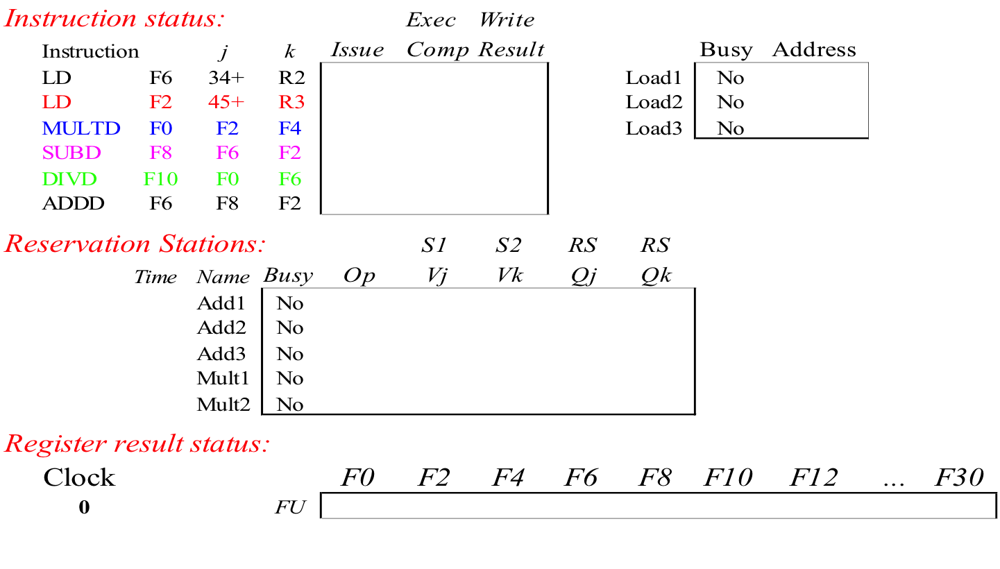 Instruction status: Exec Write
Instruction j k Issue Comp Result Busy Address
LD F6 34+ R2 Load1 No
LD F2 45+ R3 Load2 No
MULTD F0 F2 F4 Load3 No
SUBD F8 F6 F2
DIVD F10 F0 F6
ADDD F6 F8 F2
Reservation Stations: S1 S2 RS RS
Time Name Busy Op Vj Vk Qj Qk
Add1 No
Add2 No
Add3 No
Mult1 No
Mult2 No
Register result status:
Clock F0 F2 F4 F6 F8 F10 F12 ... F30
0 FU